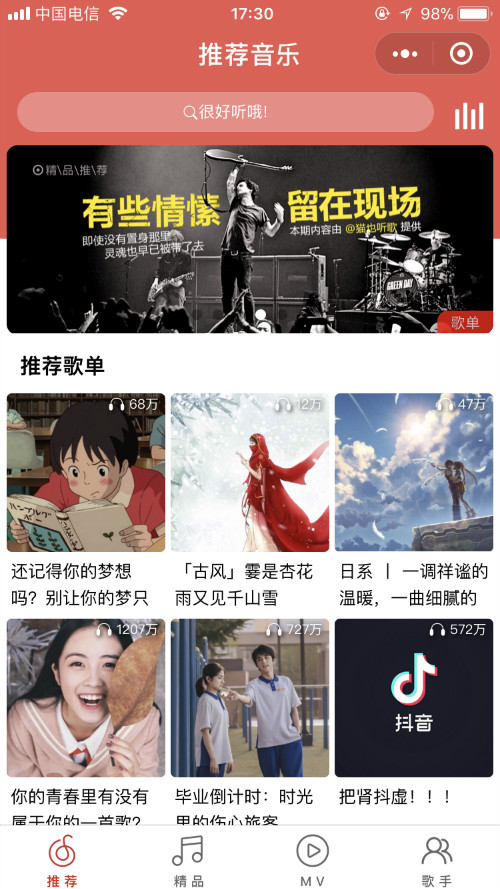 中国电信 17:30 98%
推荐音乐
很好听哦!
精\品\推\荐
有些情愫 留在现场
即使没有置身那里
灵魂也早已被带了去
本期内容由 @猫也听歌 提供
GREEN DAY
歌单
推荐歌单
68万
12万
47万
ハンブルグ
ボー
还记得你的梦想
吗？别让你的梦只
「古风」霎是杏花
雨又见千山雪
日系 丨 一调祥谧的
温暖，一曲细腻的
1207万
727万
572万
抖音
你的青春里有没有
属于你的一首歌？
毕业倒计时：时光
里的伤心旅客
把肾抖虚！！！
推荐
精品
MV
歌手